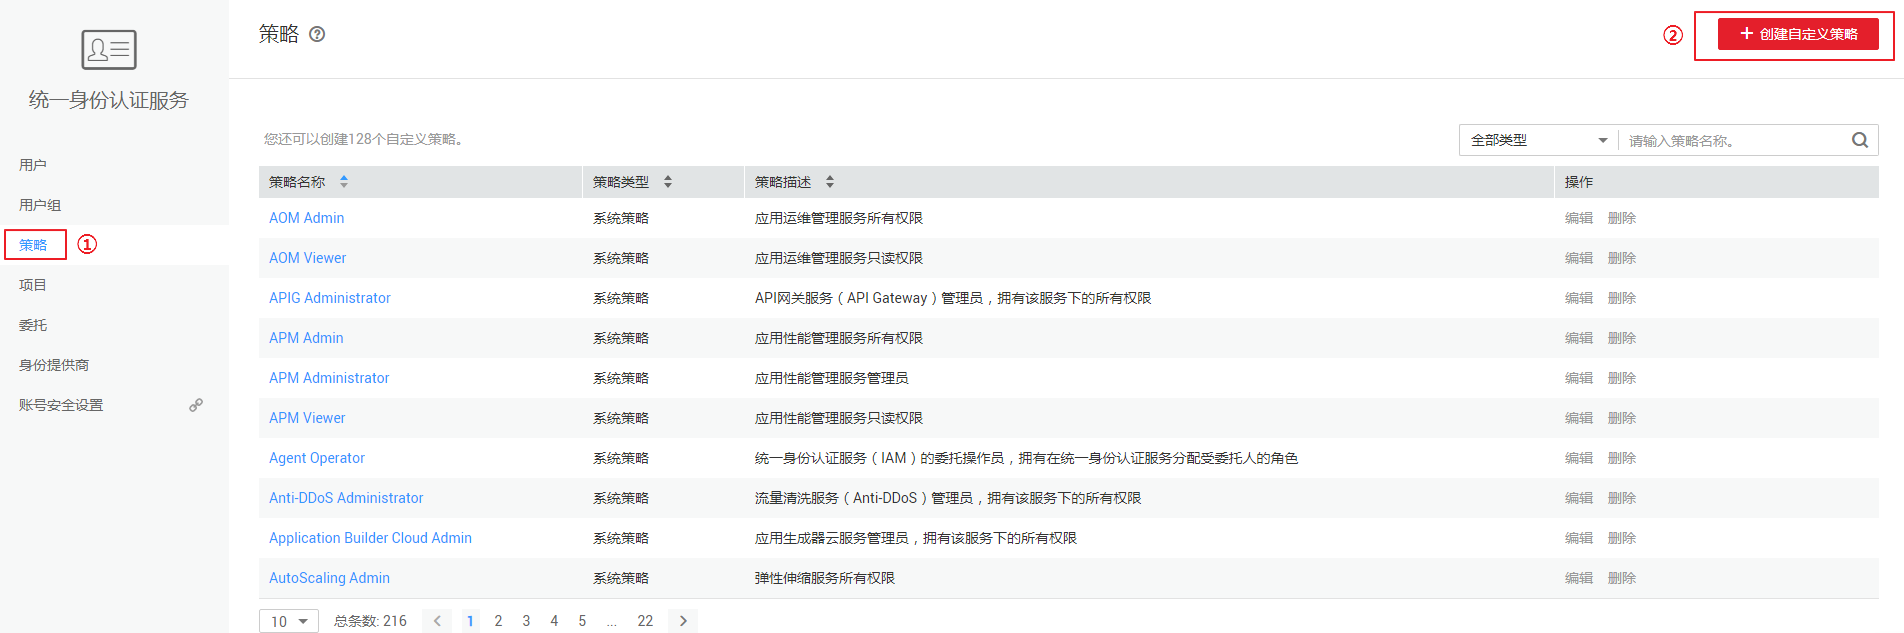 统一身份认证服务
用户
用户组
策略
①
项目
委托
身份提供商
账号安全设置
策略 ?
②
+ 创建自定义策略
您还可以创建128个自定义策略。
全部类型 请输入策略名称。
策略名称 策略类型 策略描述 操作
AOM Admin 系统策略 应用运维管理服务所有权限 编辑 删除
AOM Viewer 系统策略 应用运维管理服务只读权限 编辑 删除
APIG Administrator 系统策略 API网关服务（API Gateway）管理员，拥有该服务下的所有权限 编辑 删除
APM Admin 系统策略 应用性能管理服务所有权限 编辑 删除
APM Administrator 系统策略 应用性能管理服务管理员 编辑 删除
APM Viewer 系统策略 应用性能管理服务只读权限 编辑 删除
Agent Operator 系统策略 统一身份认证服务（IAM）的委托操作员，拥有在统一身份认证服务分配受委托人的角色 编辑 删除
Anti-DDoS Administrator 系统策略 流量清洗服务（Anti-DDoS）管理员，拥有该服务下的所有权限 编辑 删除
Application Builder Cloud Admin 系统策略 应用生成器云服务管理员，拥有该服务下的所有权限 编辑 删除
AutoScaling Admin 系统策略 弹性伸缩服务所有权限 编辑 删除
10 总条数: 216 < 1 2 3 4 5 ... 22 >